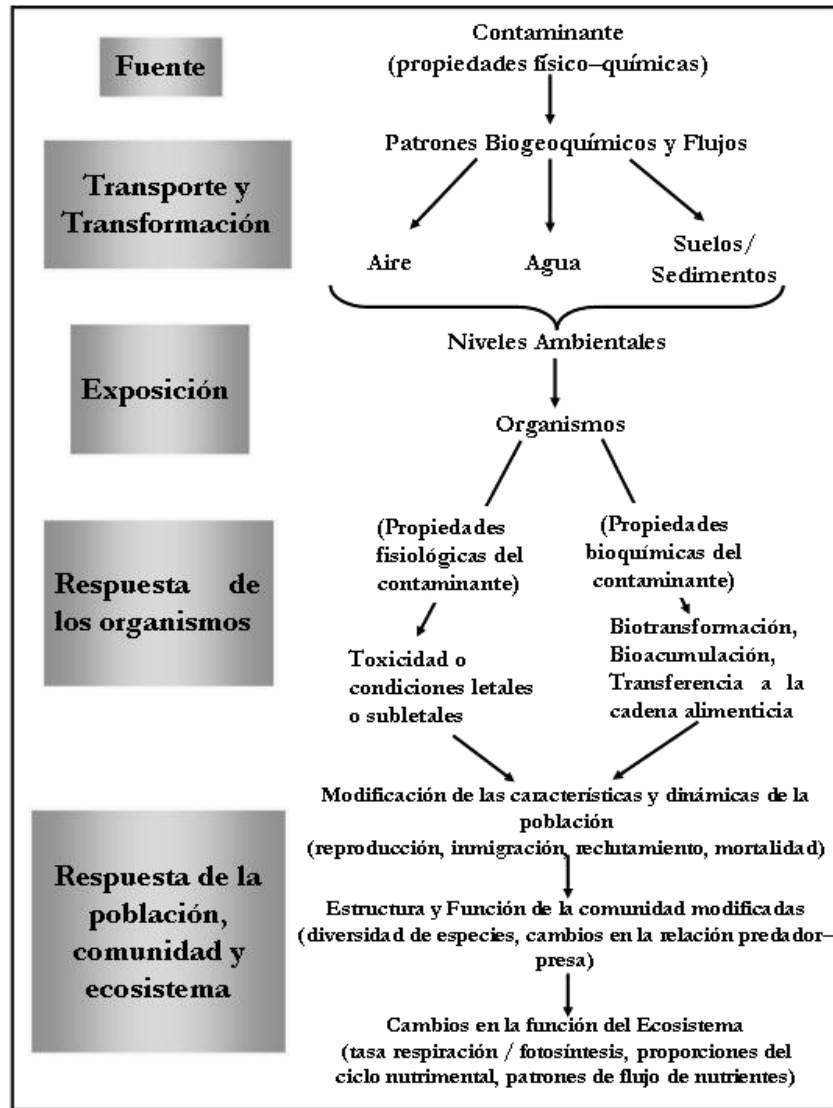 Fuente
Contaminante
(propiedades físico–químicas)
Transporte y
Transformación
Patrones Biogeoquímicos y Flujos
Aire
Agua
Suelos/
Sedimentos
Exposición
Niveles Ambientales
Organismos
Respuesta de
los organismos
(Propiedades
fisiológicas del
contaminante)
(Propiedades
bioquímicas del
contaminante)
Toxicidad o
condiciones letales
o subletales
Biotransformación,
Bioacumulación,
Transferencia a la
cadena alimenticia
Respuesta de la
población,
comunidad y
ecosistema
Modificación de las características y dinámicas de la
población
(reproducción, inmigración, reclutamiento, mortalidad)
Estructura y Función de la comunidad modificadas
(diversidad de especies, cambios en la relación predador–
presa)
Cambios en la función del Ecosistema
(tasa respiración / fotosíntesis, proporciones del
ciclo nutrimental, patrones de flujo de nutrientes)